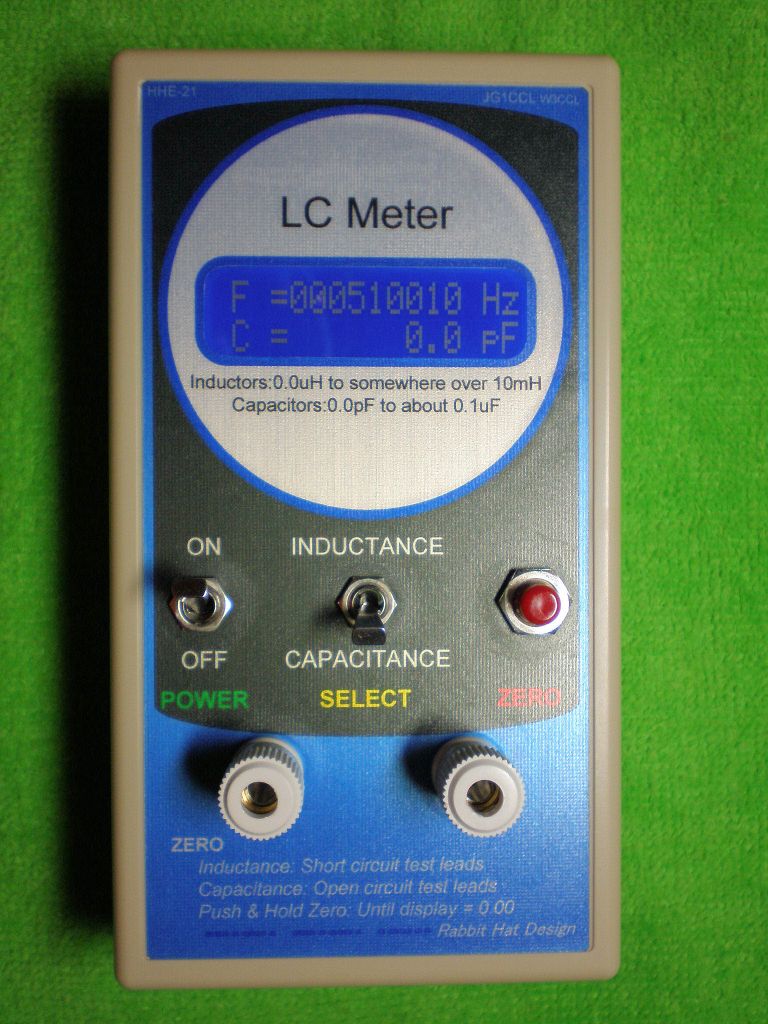 HHE-21 JG1CCL W3CCL
LC Meter
F =000510010 Hz
C = 0.0 pF
Inductors:0.0uH to somewhere over 10mH
Capacitors:0.0pF to about 0.1uF
ON INDUCTANCE
OFF CAPACITANCE
POWER SELECT ZERO
ZERO
Inductance: Short circuit test leads
Capacitance: Open circuit test leads
Push & Hold Zero: Until display = 0.00
Rabbit Hat Design